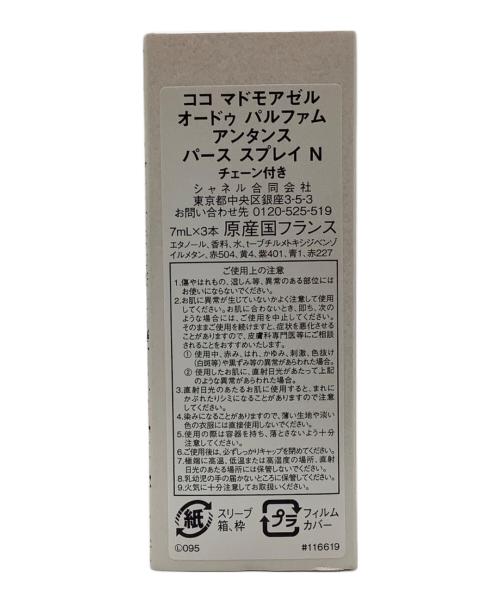 ココ マドモアゼル
オードゥ パルファム
アンタンス
パース スプレイ N
チェーン付き
シャネル合同会社
東京都中央区銀座3-5-3
お問い合わせ先 0120-525-519
7mL×3本 原産国フランス
エタノール、香料、水、t-ブチルメトキシジベンゾ
イルメタン、赤504、黄4、紫401、青1、赤227
ご使用上の注意
1.傷やはれもの、湿しん等、異常のある部位には
お使いにならないでください。
2.お肌に異常が生じていないかよく注意して使用
してください。お肌に合わないとき、即ち、次の
ような場合には、ご使用を中止してください。
そのままご使用を続けますと、症状を悪化させる
ことがありますので、皮膚科専門医等にご相談
されることをおすすめいたします。
① 使用中、赤み、はれ、かゆみ、刺激、色抜け
(白斑等)や黒ずみ等の異常があらわれた場合。
② 使用したお肌に、直射日光があたって上記
のような異常があらわれた場合。
3.直射日光のあたるお肌に使用すると、まれに
かぶれたりシミになることがありますので注意
してください。
4.染みになることがありますので、薄い生地や淡い
色の衣服には直接使用しないでください。
5.使用の際は容器を持ち、落とさないよう十分
注意してください。
6.ご使用後は、必ずしっかりキャップを閉めてください。
7.極端に高温、低温または高湿度の場所、直射
日光のあたる場所には保管しないでください。
8.乳幼児の手の届かないところに保管してください。
9.火気に十分注意してお取扱いください。
紙 スリーブ
箱、枠
プラ フィルム
カバー
Ⓛ095 #116619